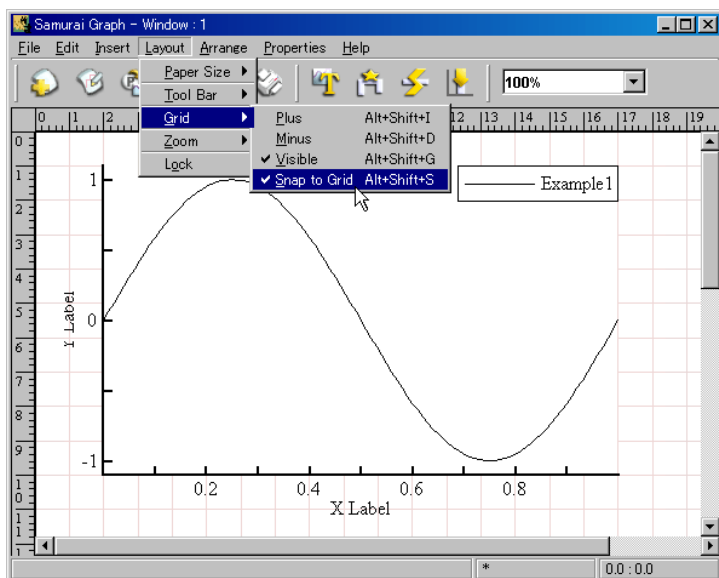 Samurai Graph - Window : 1
File Edit Insert Layout Arrange Properties Help
100%
Paper Size
Tool Bar
Grid
Zoom
Lock
Plus Alt+Shift+I
Minus Alt+Shift+D
Visible Alt+Shift+G
Snap to Grid Alt+Shift+S
0 1 2 12 13 14 15 16 17 18 19
0
1
2
3
4
5
6
7
8
9
10
11
1
0
-1
Y Label
Example1
0.2 0.4 0.6 0.8
X Label
* 0.0 : 0.0